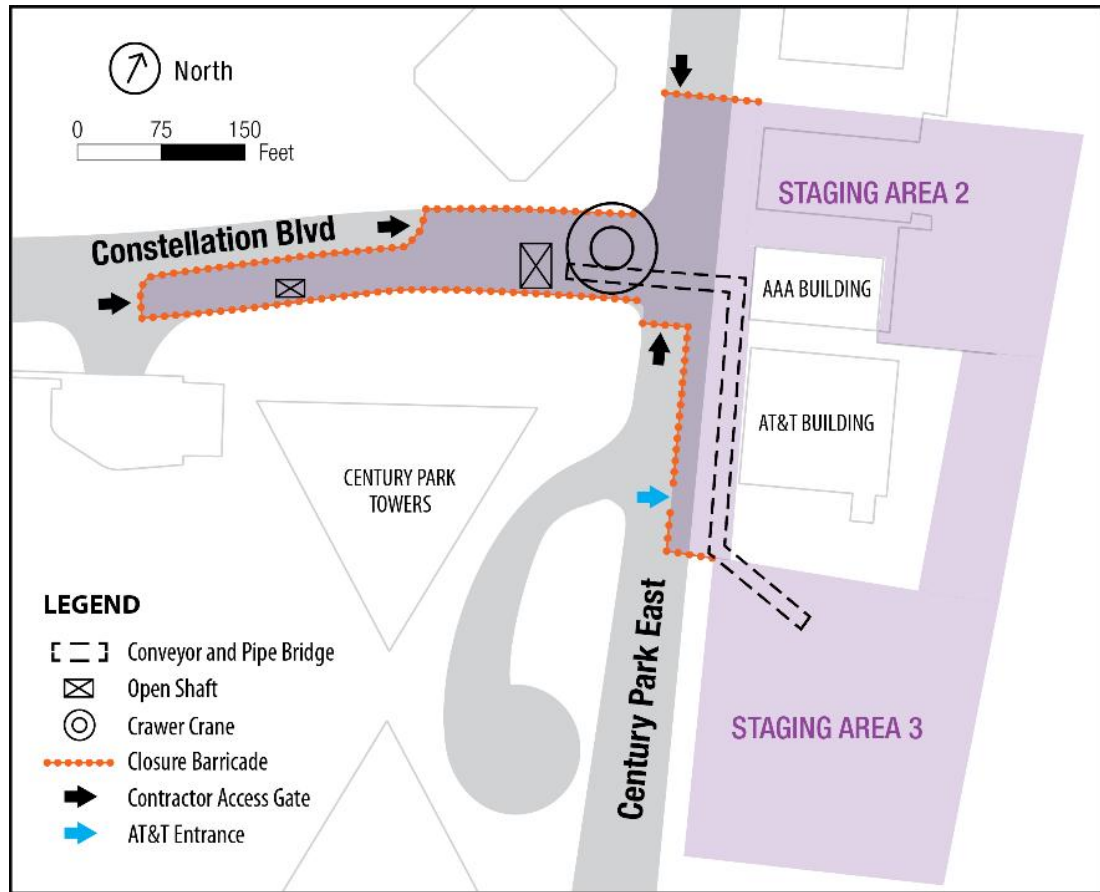 North
0 75 150
Feet
Constellation Blvd
STAGING AREA 2
AAA BUILDING
AT&T BUILDING
CENTURY PARK
TOWERS
Century Park East
STAGING AREA 3
LEGEND
Conveyor and Pipe Bridge
Open Shaft
Crawer Crane
Closure Barricade
Contractor Access Gate
AT&T Entrance